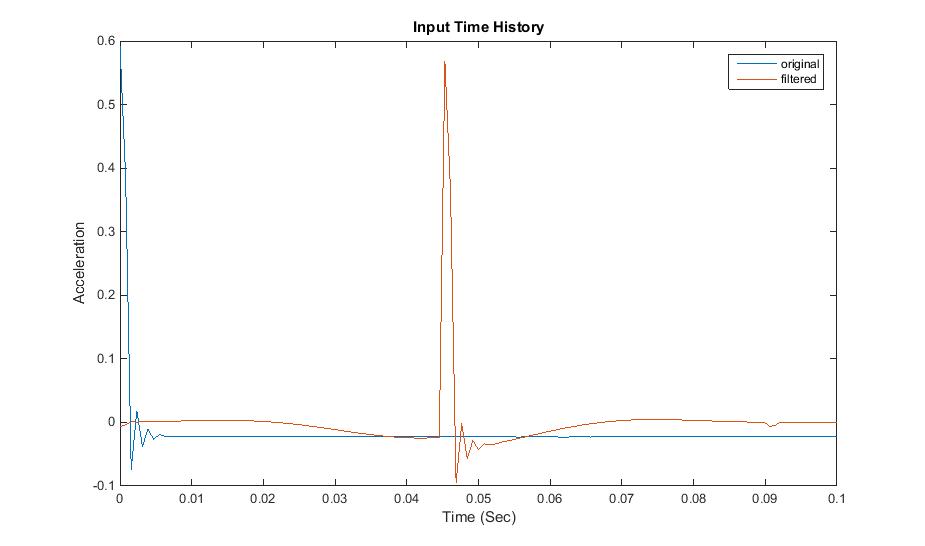 Input Time History
original
filtered
Acceleration
0.6
0.5
0.4
0.3
0.2
0.1
0
-0.1
0 0.01 0.02 0.03 0.04 0.05 0.06 0.07 0.08 0.09 0.1
Time (Sec)